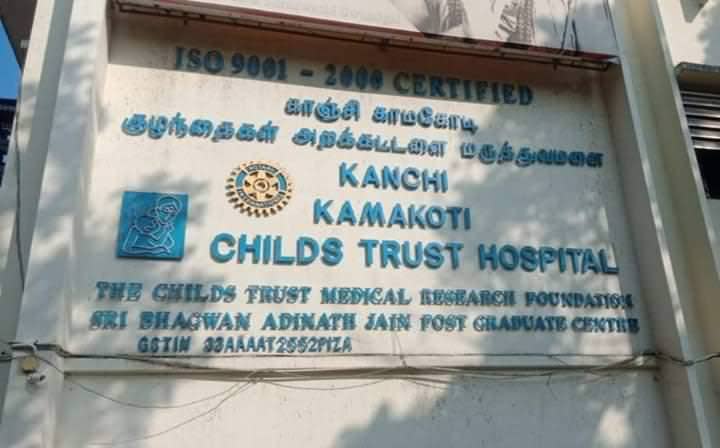 ISO 9001 - 2000 CERTIFIED
காஞ்சி காமகோடி
குழந்தைகள் அறக்கட்டளை மருத்துவமனை
KANCHI
KAMAKOTI
CHILDS TRUST HOSPITAL
THE CHILDS TRUST MEDICAL RESEARCH FOUNDATION
SRI BHAGWAN ADINATH JAIN POST GRADUATE CENTRE
GSTIN 33AAAAT2552P1ZA